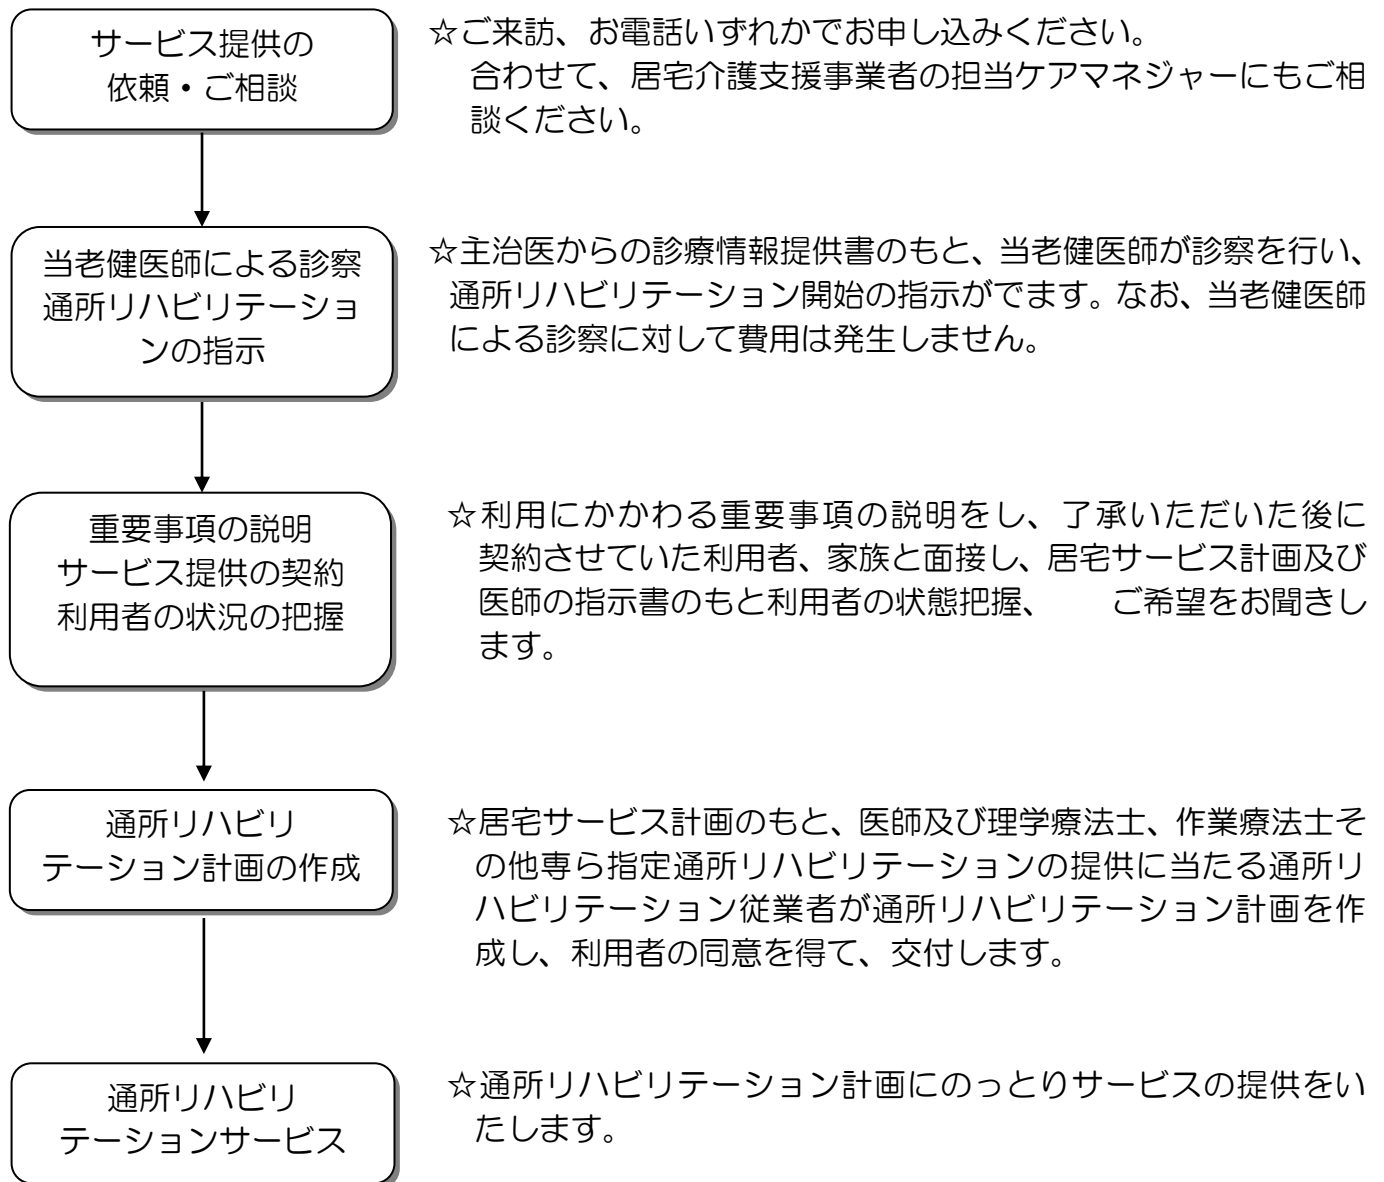 サービス提供の
依頼・ご相談
☆ご来訪、お電話いずれかでお申し込みください。
合わせて、居宅介護支援事業者の担当ケアマネジャーにもご相
談ください。
当老健医師による診察
通所リハビリテーショ
ンの指示
☆主治医からの診療情報提供書のもと、当老健医師が診察を行い、
通所リハビリテーション開始の指示がでます。なお、当老健医師
による診察に対して費用は発生しません。
重要事項の説明
サービス提供の契約
利用者の状況の把握
☆利用にかかわる重要事項の説明をし、了承いただいた後に
契約させていた利用者、家族と面接し、居宅サービス計画及び
医師の指示書のもと利用者の状態把握、　　ご希望をお聞きし
ます。
通所リハビリ
テーション計画の作成
☆居宅サービス計画のもと、医師及び理学療法士、作業療法士そ
の他専ら指定通所リハビリテーションの提供に当たる通所リ
ハビリテーション従業者が通所リハビリテーション計画を作
成し、利用者の同意を得て、交付します。
通所リハビリ
テーションサービス
☆通所リハビリテーション計画にのっとりサービスの提供をい
たします。